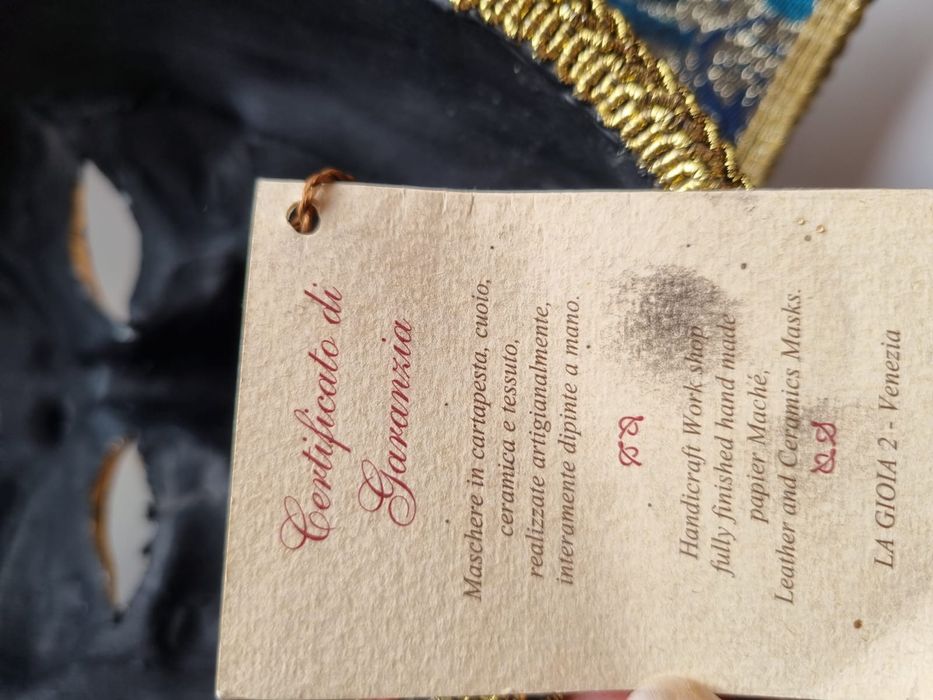 Certificato di
Garanzia
Maschere in cartapesta, cuoio,
ceramica e tessuto,
realizzate artigianalmente,
interamente dipinte a mano.
Handicraft Work shop
fully finished hand made
papier Maché,
Leather and Ceramics Masks.
LA GIOIA 2 - Venezia